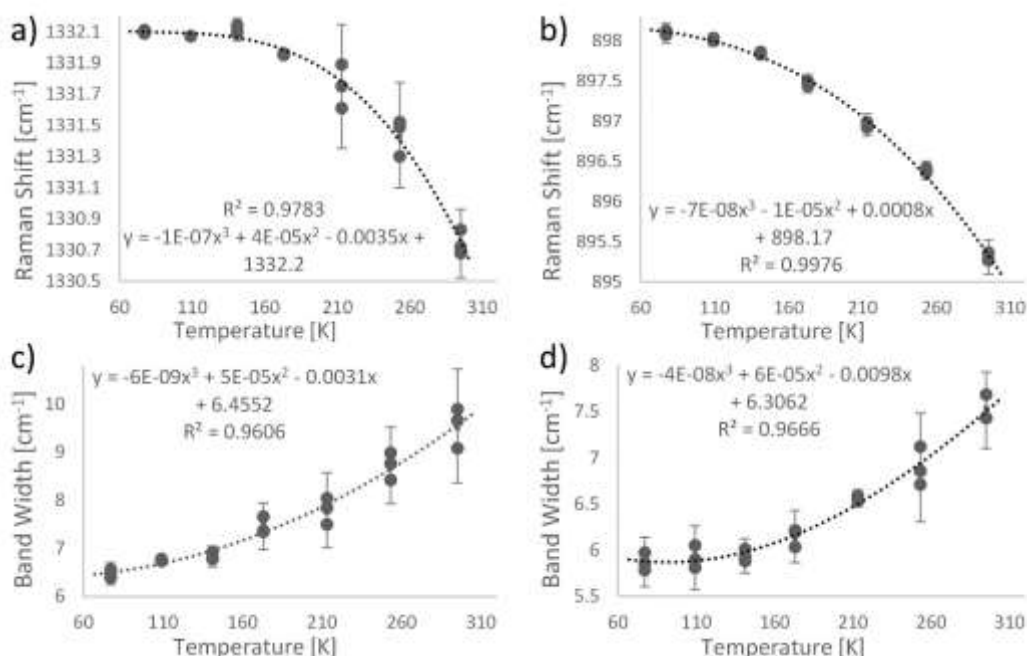 a)
Raman Shift [cm⁻¹]
1332.1
1331.9
1331.7
1331.5
1331.3
1331.1
1330.9
1330.7
1330.5
R² = 0.9783
y = -1E-07x³ + 4E-05x² - 0.0035x +
1332.2
60 110 160 210 260 310
Temperature [K]
b)
Raman Shift [cm⁻¹]
898
897.5
897
896.5
896
895.5
895
y = -7E-08x³ - 1E-05x² + 0.0008x
+ 898.17
R² = 0.9976
60 110 160 210 260 310
Temperature [K]
c)
Band Width [cm⁻¹]
10
9
8
7
6
y = -6E-09x³ + 5E-05x² - 0.0031x
+ 6.4552
R² = 0.9606
60 110 160 210 260 310
Temperature [K]
d)
Band Width [cm⁻¹]
8
7.5
7
6.5
6
5.5
y = -4E-08x³ + 6E-05x² - 0.0098x
+ 6.3062
R² = 0.9666
60 110 160 210 260 310
Temperature [K]